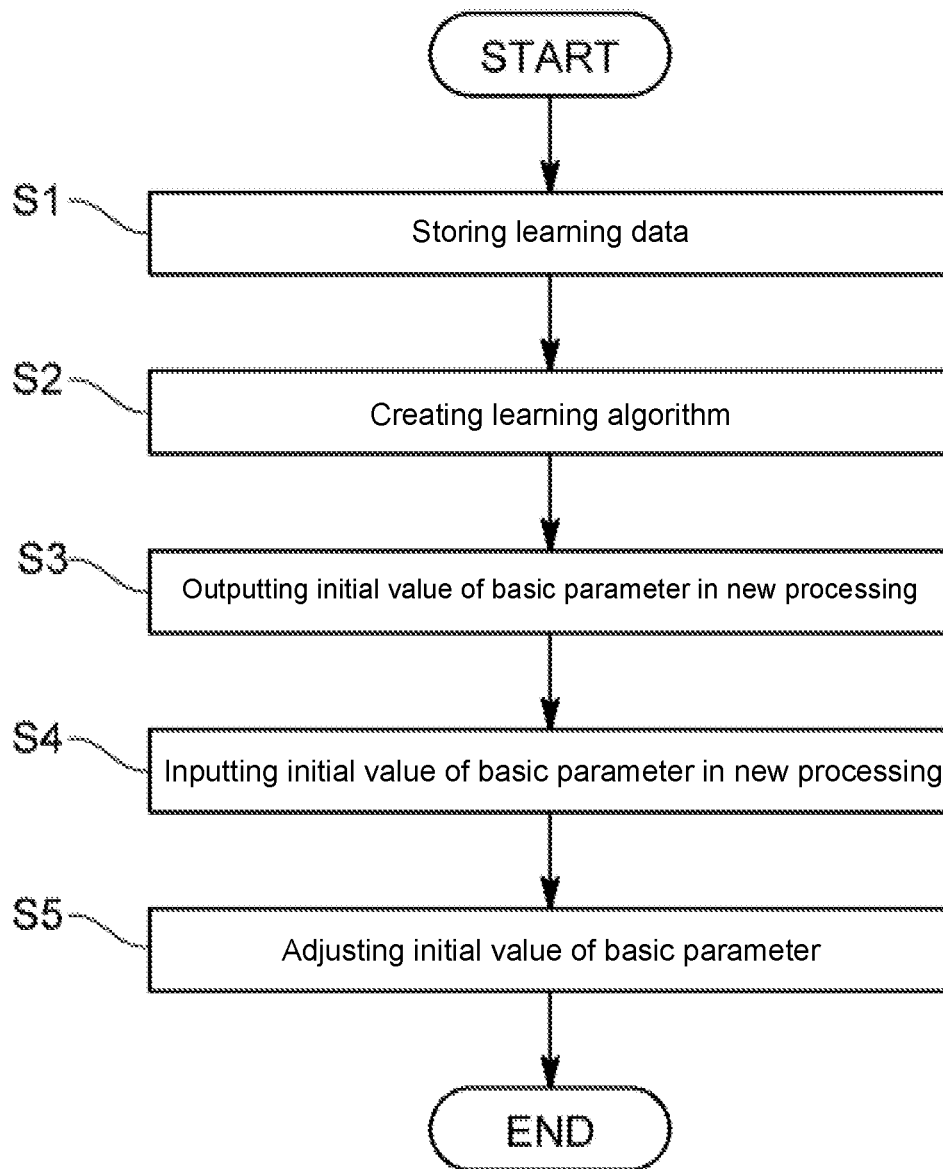 START
S1
Storing learning data
S2
Creating learning algorithm
S3
Outputting initial value of basic parameter in new processing
S4
Inputting initial value of basic parameter in new processing
S5
Adjusting initial value of basic parameter
END